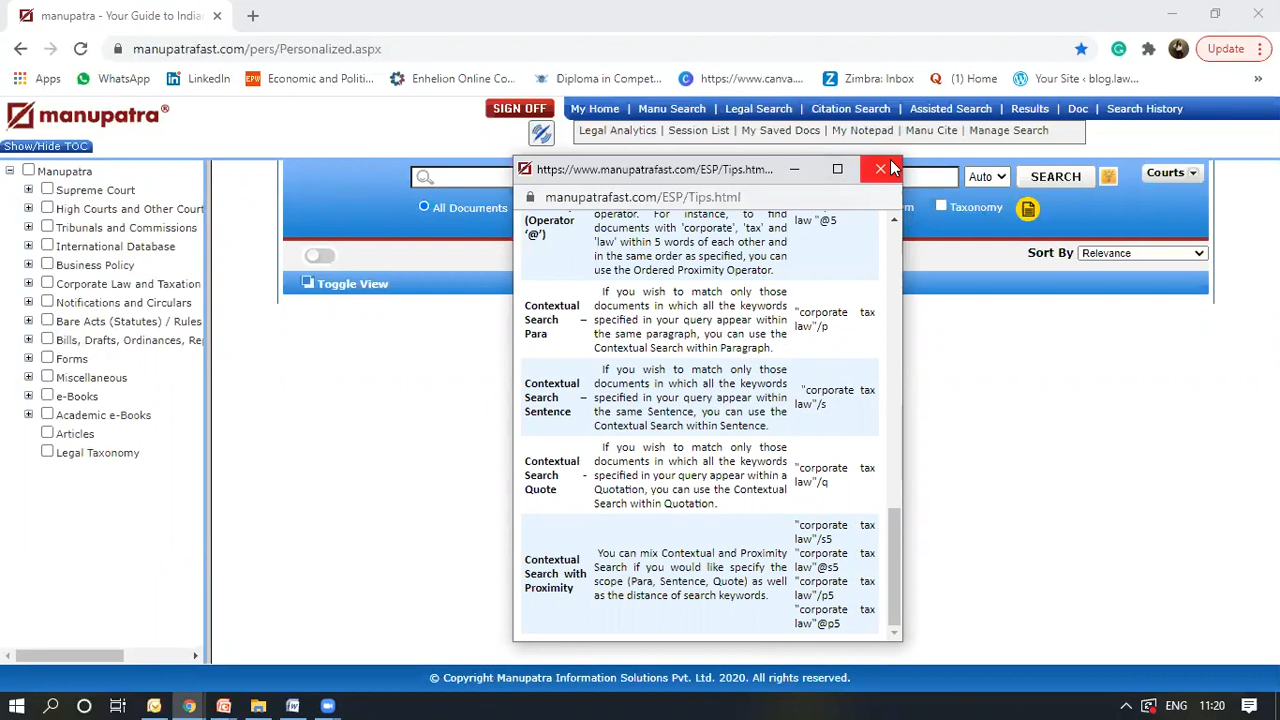 manupatra - Your Guide to India
manupatrafast.com/pers/Personalized.aspx
Update
Apps
WhatsApp
LinkedIn
EPW
Economic and Politi...
Enhelion Online Co...
Diploma in Compet...
C
https://www.canva....
Z
Zimbra: Inbox
Q
(1) Home
Your Site ‹ blog.law...
»
manupatra®
SIGN OFF
My Home | Manu Search | Legal Search | Citation Search | Assisted Search | Results | Doc | Search History
Legal Analytics | Session List | My Saved Docs | My Notepad | Manu Cite | Manage Search
Show/Hide TOC
Manupatra
Supreme Court
High Courts and Other Court
Tribunals and Commissions
International Database
Business Policy
Corporate Law and Taxation
Notifications and Circulars
Bare Acts (Statutes) / Rules
Bills, Drafts, Ordinances, Re
Forms
Miscellaneous
e-Books
Academic e-Books
Articles
Legal Taxonomy
Auto
SEARCH
Courts
All Documents
m
Taxonomy
Sort By
Relevance
Toggle View
https://www.manupatrafast.com/ESP/Tips.htm...
manupatrafast.com/ESP/Tips.html
(Operator
‘@’)
operator. For instance, to find
documents with 'corporate', 'tax' and
'law' within 5 words of each other and
in the same order as specified, you can
use the Ordered Proximity Operator.
law "@5
Contextual
Search –
Para
If you wish to match only those
documents in which all the keywords
specified in your query appear within
the same paragraph, you can use the
Contextual Search within Paragraph.
"corporate tax
law"/p
Contextual
Search –
Sentence
If you wish to match only those
documents in which all the keywords
specified in your query appear within
the same Sentence, you can use the
Contextual Search within Sentence.
"corporate tax
law"/s
Contextual
Search -
Quote
If you wish to match only those
documents in which all the keywords
specified in your query appear within a
Quotation, you can use the Contextual
Search within Quotation.
"corporate tax
law"/q
Contextual
Search with
Proximity
You can mix Contextual and Proximity
Search if you would like specify the
scope (Para, Sentence, Quote) as well
as the distance of search keywords.
"corporate tax
law"/s5
"corporate tax
law"@s5
"corporate tax
law"/p5
"corporate tax
law"@p5
© Copyright Manupatra Information Solutions Pvt. Ltd. 2020. All rights reserved.
ENG
11:20